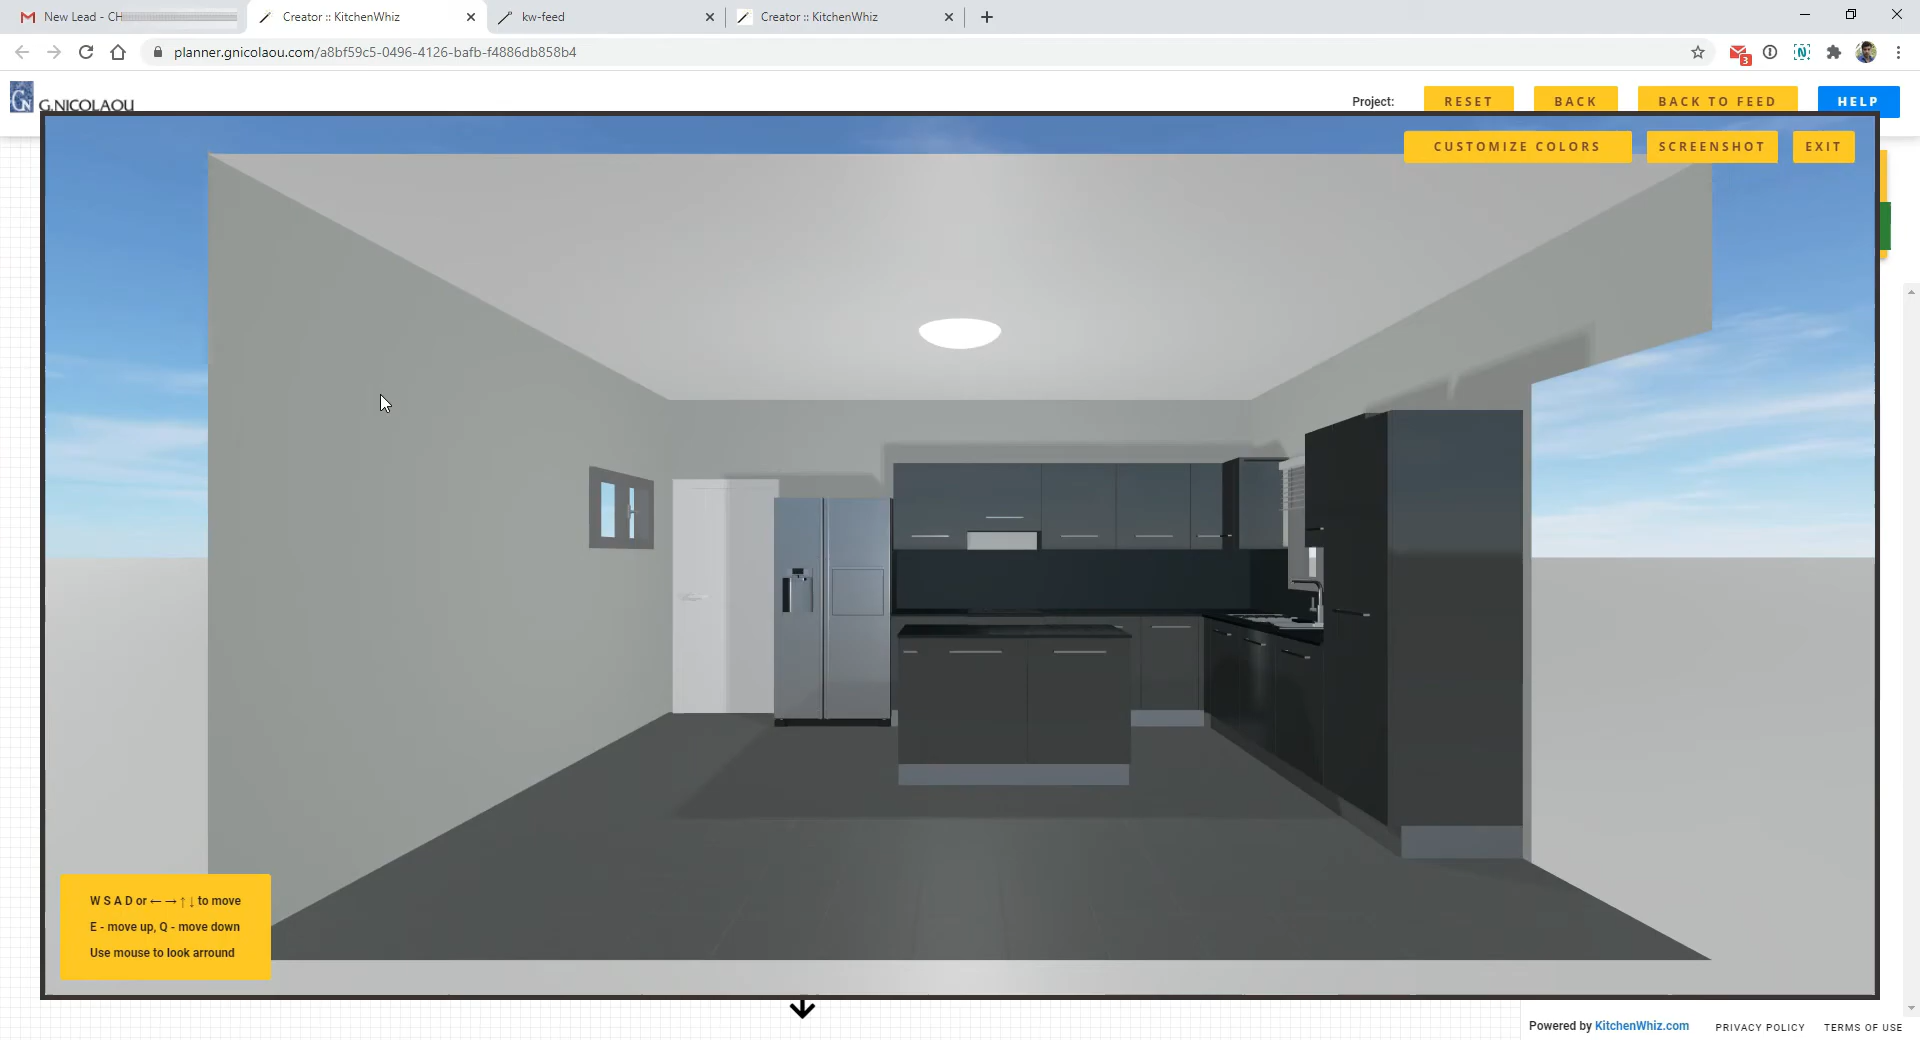 New Lead - CH
Creator :: KitchenWhiz
kw-feed
Creator :: KitchenWhiz
planner.gnicolaou.com/a8bf59c5-0496-4126-bafb-f4886db858b4
3
GN
G.NICOLAOU
Project:
RESET
BACK
BACK TO FEED
HELP
CUSTOMIZE COLORS
SCREENSHOT
EXIT
W S A D or ←→↑↓ to move
E - move up, Q - move down
Use mouse to look arround
Powered by KitchenWhiz.com
PRIVACY POLICY
TERMS OF USE